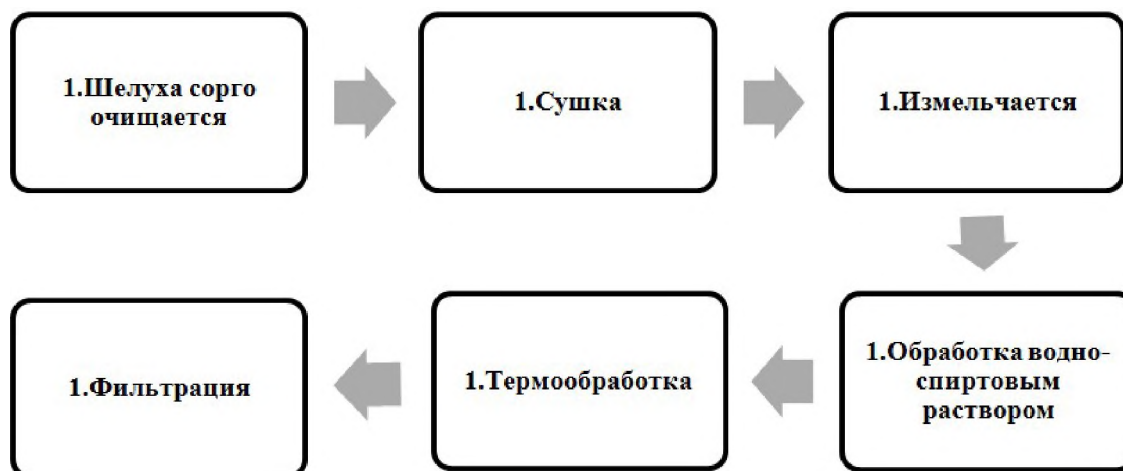 1.Шелуха сорго
очищается
1.Сушка
1.Измельчается
1.Обработка водно-
спиртовым
раствором
1.Термообработка
1.Фильтрация